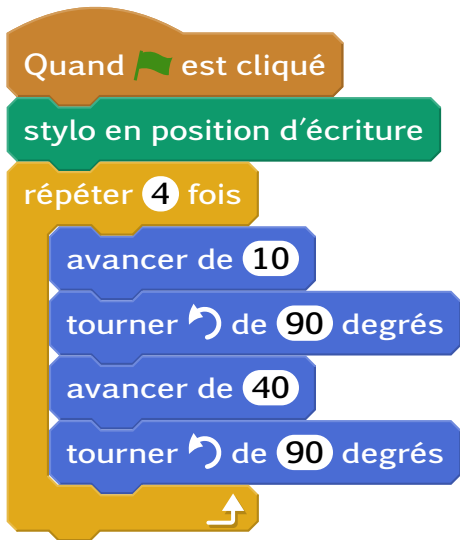 Quand est cliqué
stylo en position d'écriture
répéter 4 fois
avancer de 10
tourner de 90 degrés
avancer de 40
tourner de 90 degrés